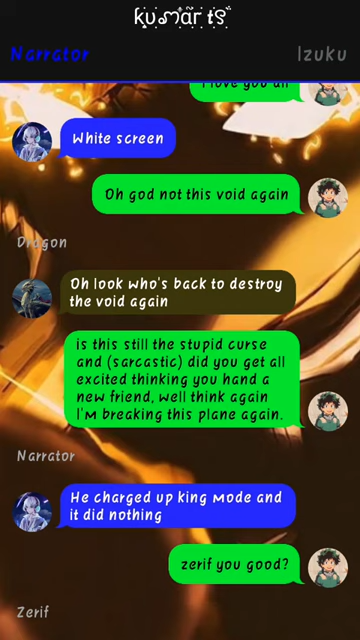 kumar ts
Narrator
Izuku
I love you all
White screen
Oh god not this void again
Dragon
Oh look who's back to destroy
the void again
is this still the stupid curse
and (sarcastic) did you get all
excited thinking you hand a
new friend, well think again
I'm breaking this plane again.
Narrator
He charged up king mode and
it did nothing
zerif you good?
Zerif